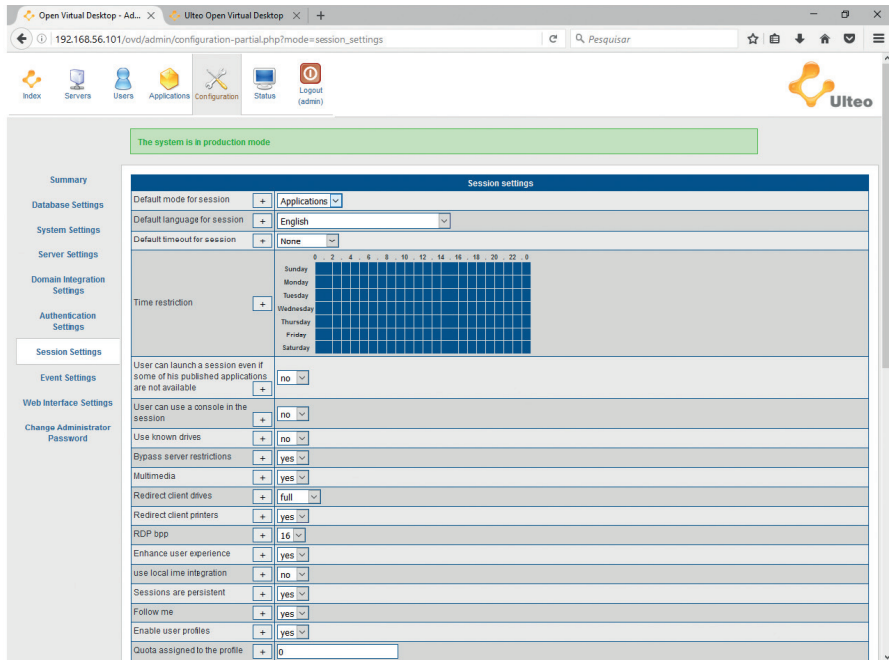 Open Virtual Desktop - Ad...
Ulteo Open Virtual Desktop
192.168.56.101/ovd/admin/configuration-partial.php?mode=session_settings
Pesquisar
Index
Servers
Users
Applications
Configuration
Status
Logout
(admin)
Ulteo
The system is in production mode
Summary
Database Settings
System Settings
Server Settings
Domain Integration
Settings
Authentication
Settings
Session Settings
Event Settings
Web Interface Settings
Change Administrator
Password
Session settings
Default mode for session + Applications
Default language for session + English
Default timeout for session + None
Time restriction +
0 . 2 . 4 . 6 . 8 . 10 . 12 . 14 . 16 . 18 . 20 . 22 . 0
Sunday
Monday
Tuesday
Wednesday
Thursday
Friday
Saturday
User can launch a session even if
some of his published applications
are not available + no
User can use a console in the
session + no
Use known drives + no
Bypass server restrictions + yes
Multimedia + yes
Redirect client drives + full
Redirect client printers + yes
RDP bpp + 16
Enhance user experience + yes
use local ime integration + no
Sessions are persistent + yes
Follow me + yes
Enable user profiles + yes
Quota assigned to the profile + 0